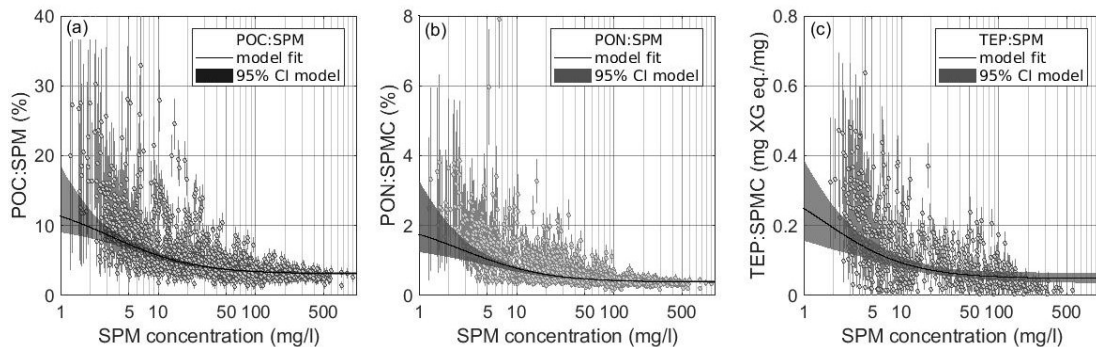 (a)
POC:SPM
model fit
95% CI model
40
30
20
10
0
POC:SPM (%)
1 5 10 50 100 500
SPM concentration (mg/l)
(b)
PON:SPM
model fit
95% CI model
8
6
4
2
0
PON:SPMC (%)
1 5 10 50 100 500
SPM concentration (mg/l)
(c)
TEP:SPM
model fit
95% CI model
0.8
0.6
0.4
0.2
0.0
TEP:SPMC (mg XG eq./mg)
1 5 10 50 100 500
SPM concentration (mg/l)